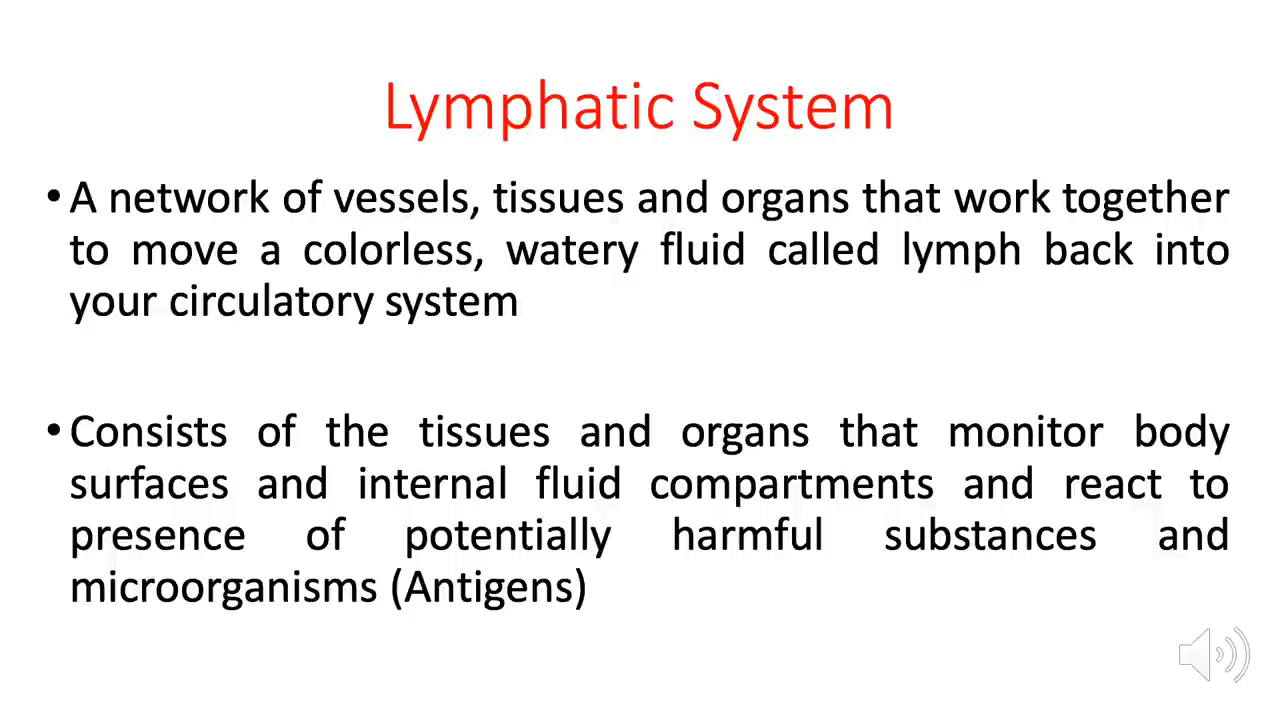 Lymphatic System
•A network of vessels, tissues and organs that work together
to move a colorless, watery fluid called lymph back into
your circulatory system
•Consists of the tissues and organs that monitor body
surfaces and internal fluid compartments and react to
presence of potentially harmful substances and
microorganisms (Antigens)